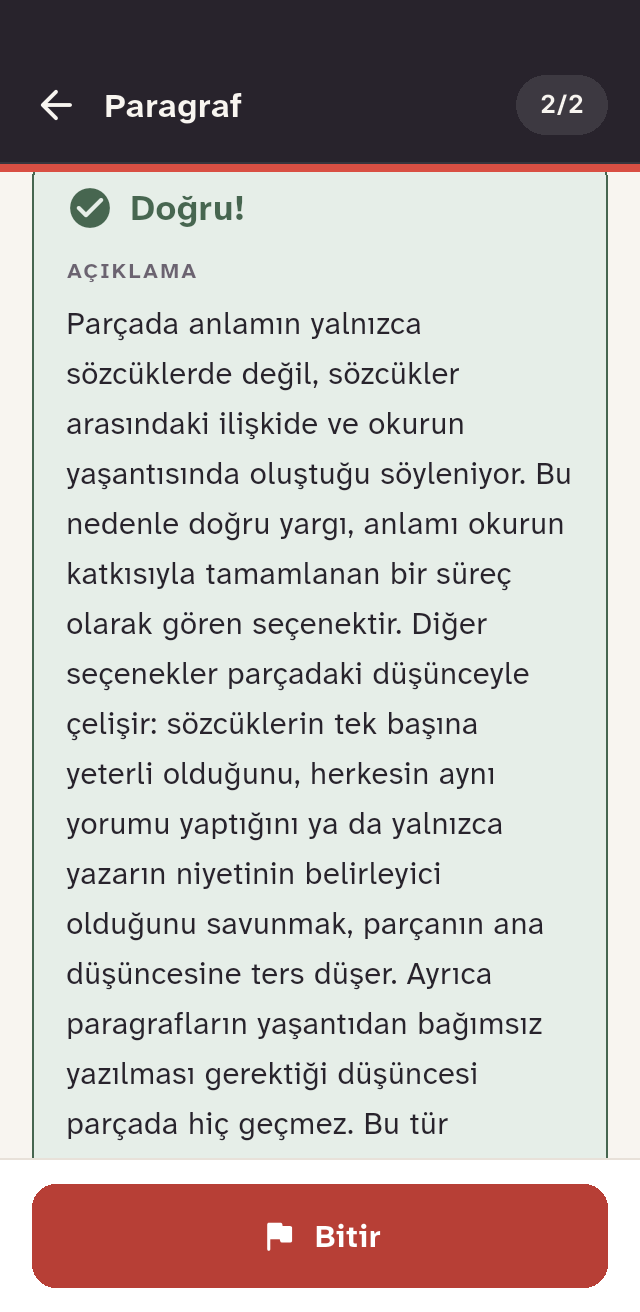 Paragraf
2/2
Doğru!
AÇIKLAMA
Parçada anlamın yalnızca
sözcüklerde değil, sözcükler
arasındaki ilişkide ve okurun
yaşantısında oluştuğu söyleniyor. Bu
nedenle doğru yargı, anlamı okurun
katkısıyla tamamlanan bir süreç
olarak gören seçenektir. Diğer
seçenekler parçadaki düşünceyle
çelişir: sözcüklerin tek başına
yeterli olduğunu, herkesin aynı
yorumu yaptığını ya da yalnızca
yazarın niyetinin belirleyici
olduğunu savunmak, parçanın ana
düşüncesine ters düşer. Ayrıca
paragrafların yaşantıdan bağımsız
yazılması gerektiği düşüncesi
parçada hiç geçmez. Bu tür
Bitir